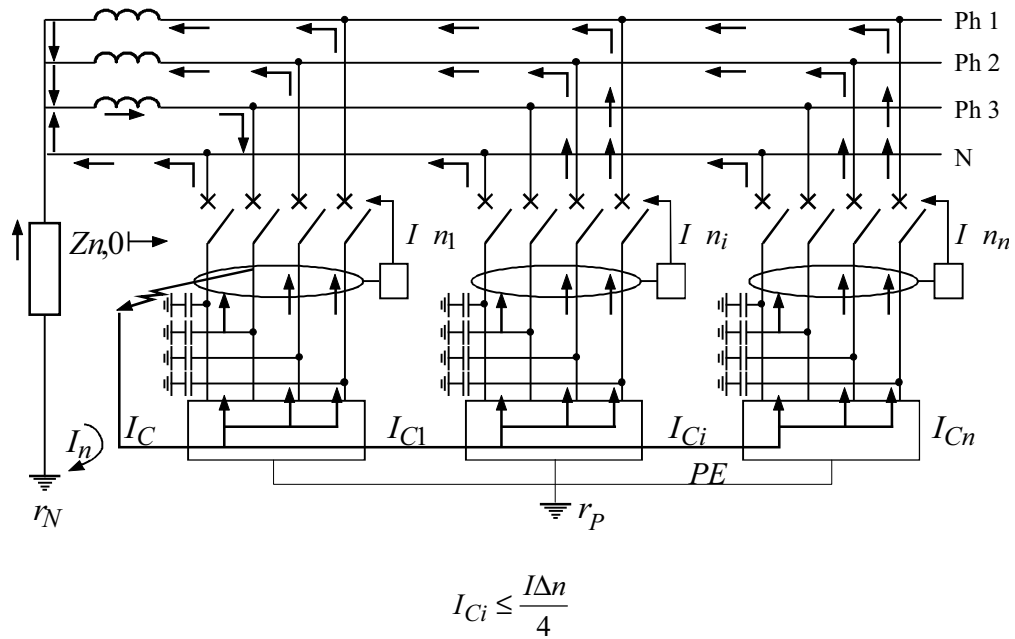 Ph 1
Ph 2
Ph 3
N
Zn,0
I n1
I ni
I nn
In
IC
IC1
ICi
ICn
PE
rN
rP
ICi ≤ IΔn / 4